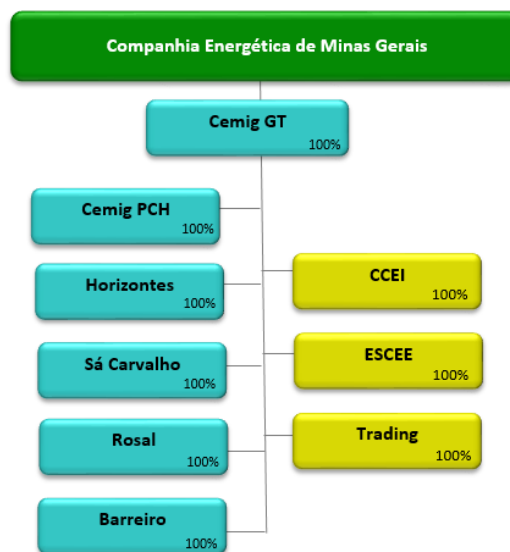 Companhia Energética de Minas Gerais
Cemig GT
100%
Cemig PCH
100%
Horizontes
100%
CCEI
100%
Sá Carvalho
100%
ESCEE
100%
Rosal
100%
Trading
100%
Barreiro
100%